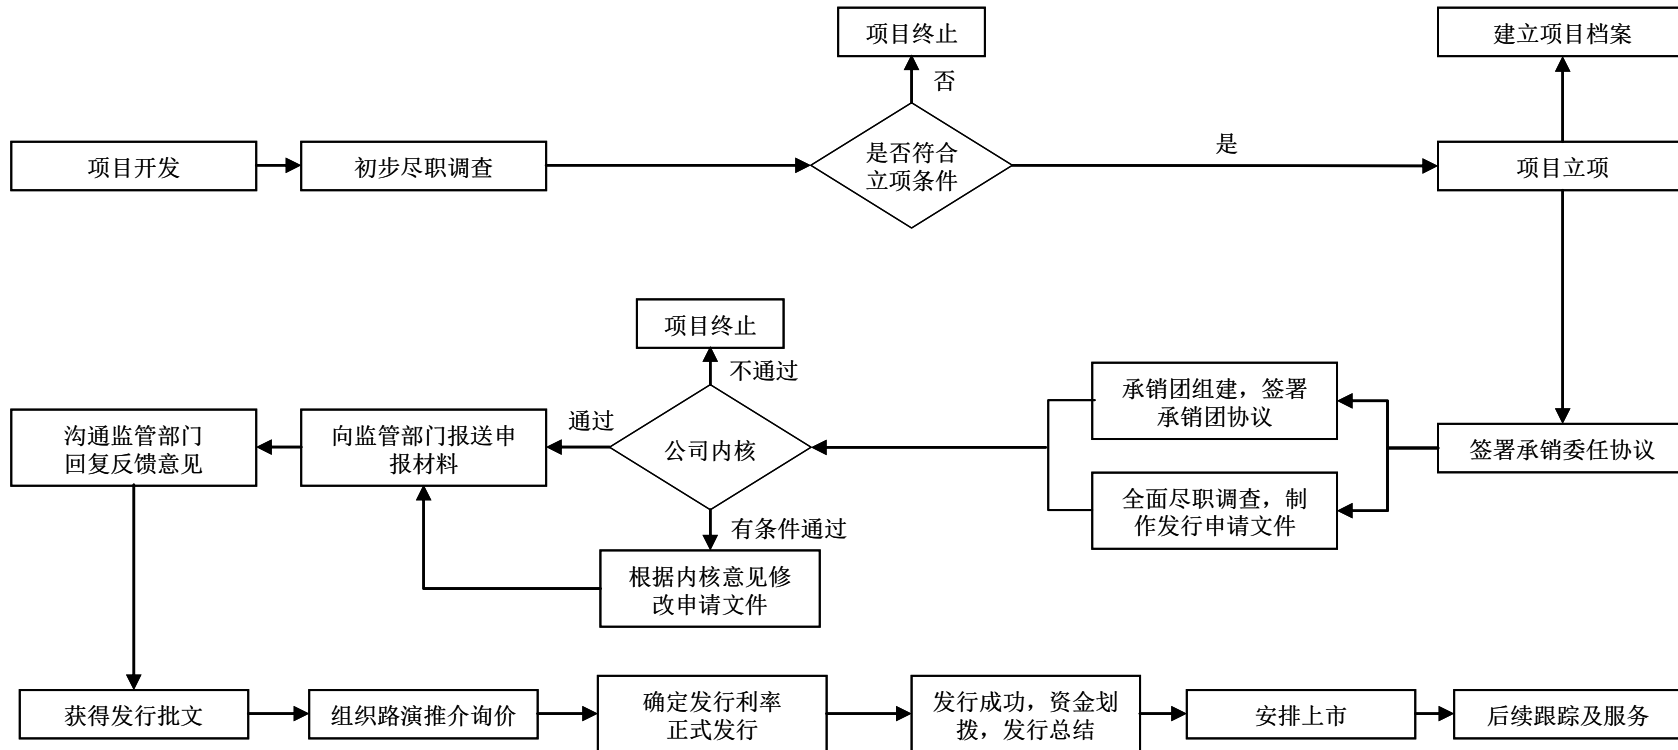 项目终止
建立项目档案
否
项目开发
初步尽职调查
是否符合
立项条件
是
项目立项
项目终止
不通过
承销团组建，签署
承销团协议
沟通监管部门
回复反馈意见
向监管部门报送申
报材料
通过
公司内核
签署承销委任协议
全面尽职调查，制
作发行申请文件
有条件通过
根据内核意见修
改申请文件
获得发行批文
组织路演推介询价
确定发行利率
正式发行
发行成功，资金划
拨，发行总结
安排上市
后续跟踪及服务